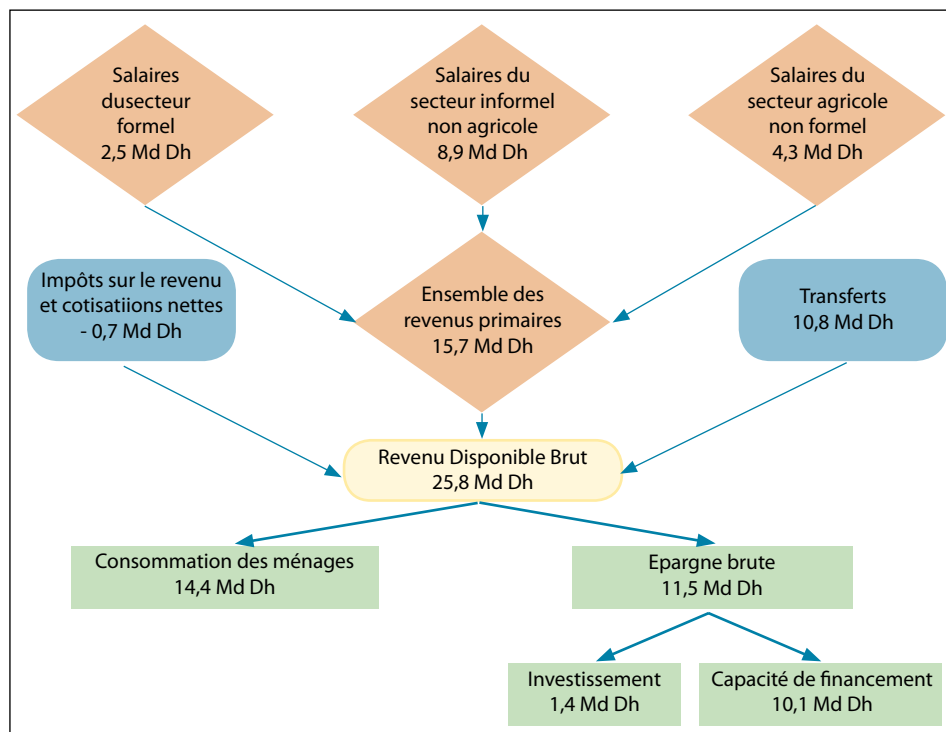 Salaires
dusecteur
formel
2,5 Md Dh
Salaires du
secteur informel
non agricole
8,9 Md Dh
Salaires du
secteur agricole
non formel
4,3 Md Dh
Impôts sur le revenu
et cotisatiions nettes
- 0,7 Md Dh
Ensemble des
revenus primaires
15,7 Md Dh
Transferts
10,8 Md Dh
Revenu Disponible Brut
25,8 Md Dh
Consommation des ménages
14,4 Md Dh
Epargne brute
11,5 Md Dh
Investissement
1,4 Md Dh
Capacité de financement
10,1 Md Dh